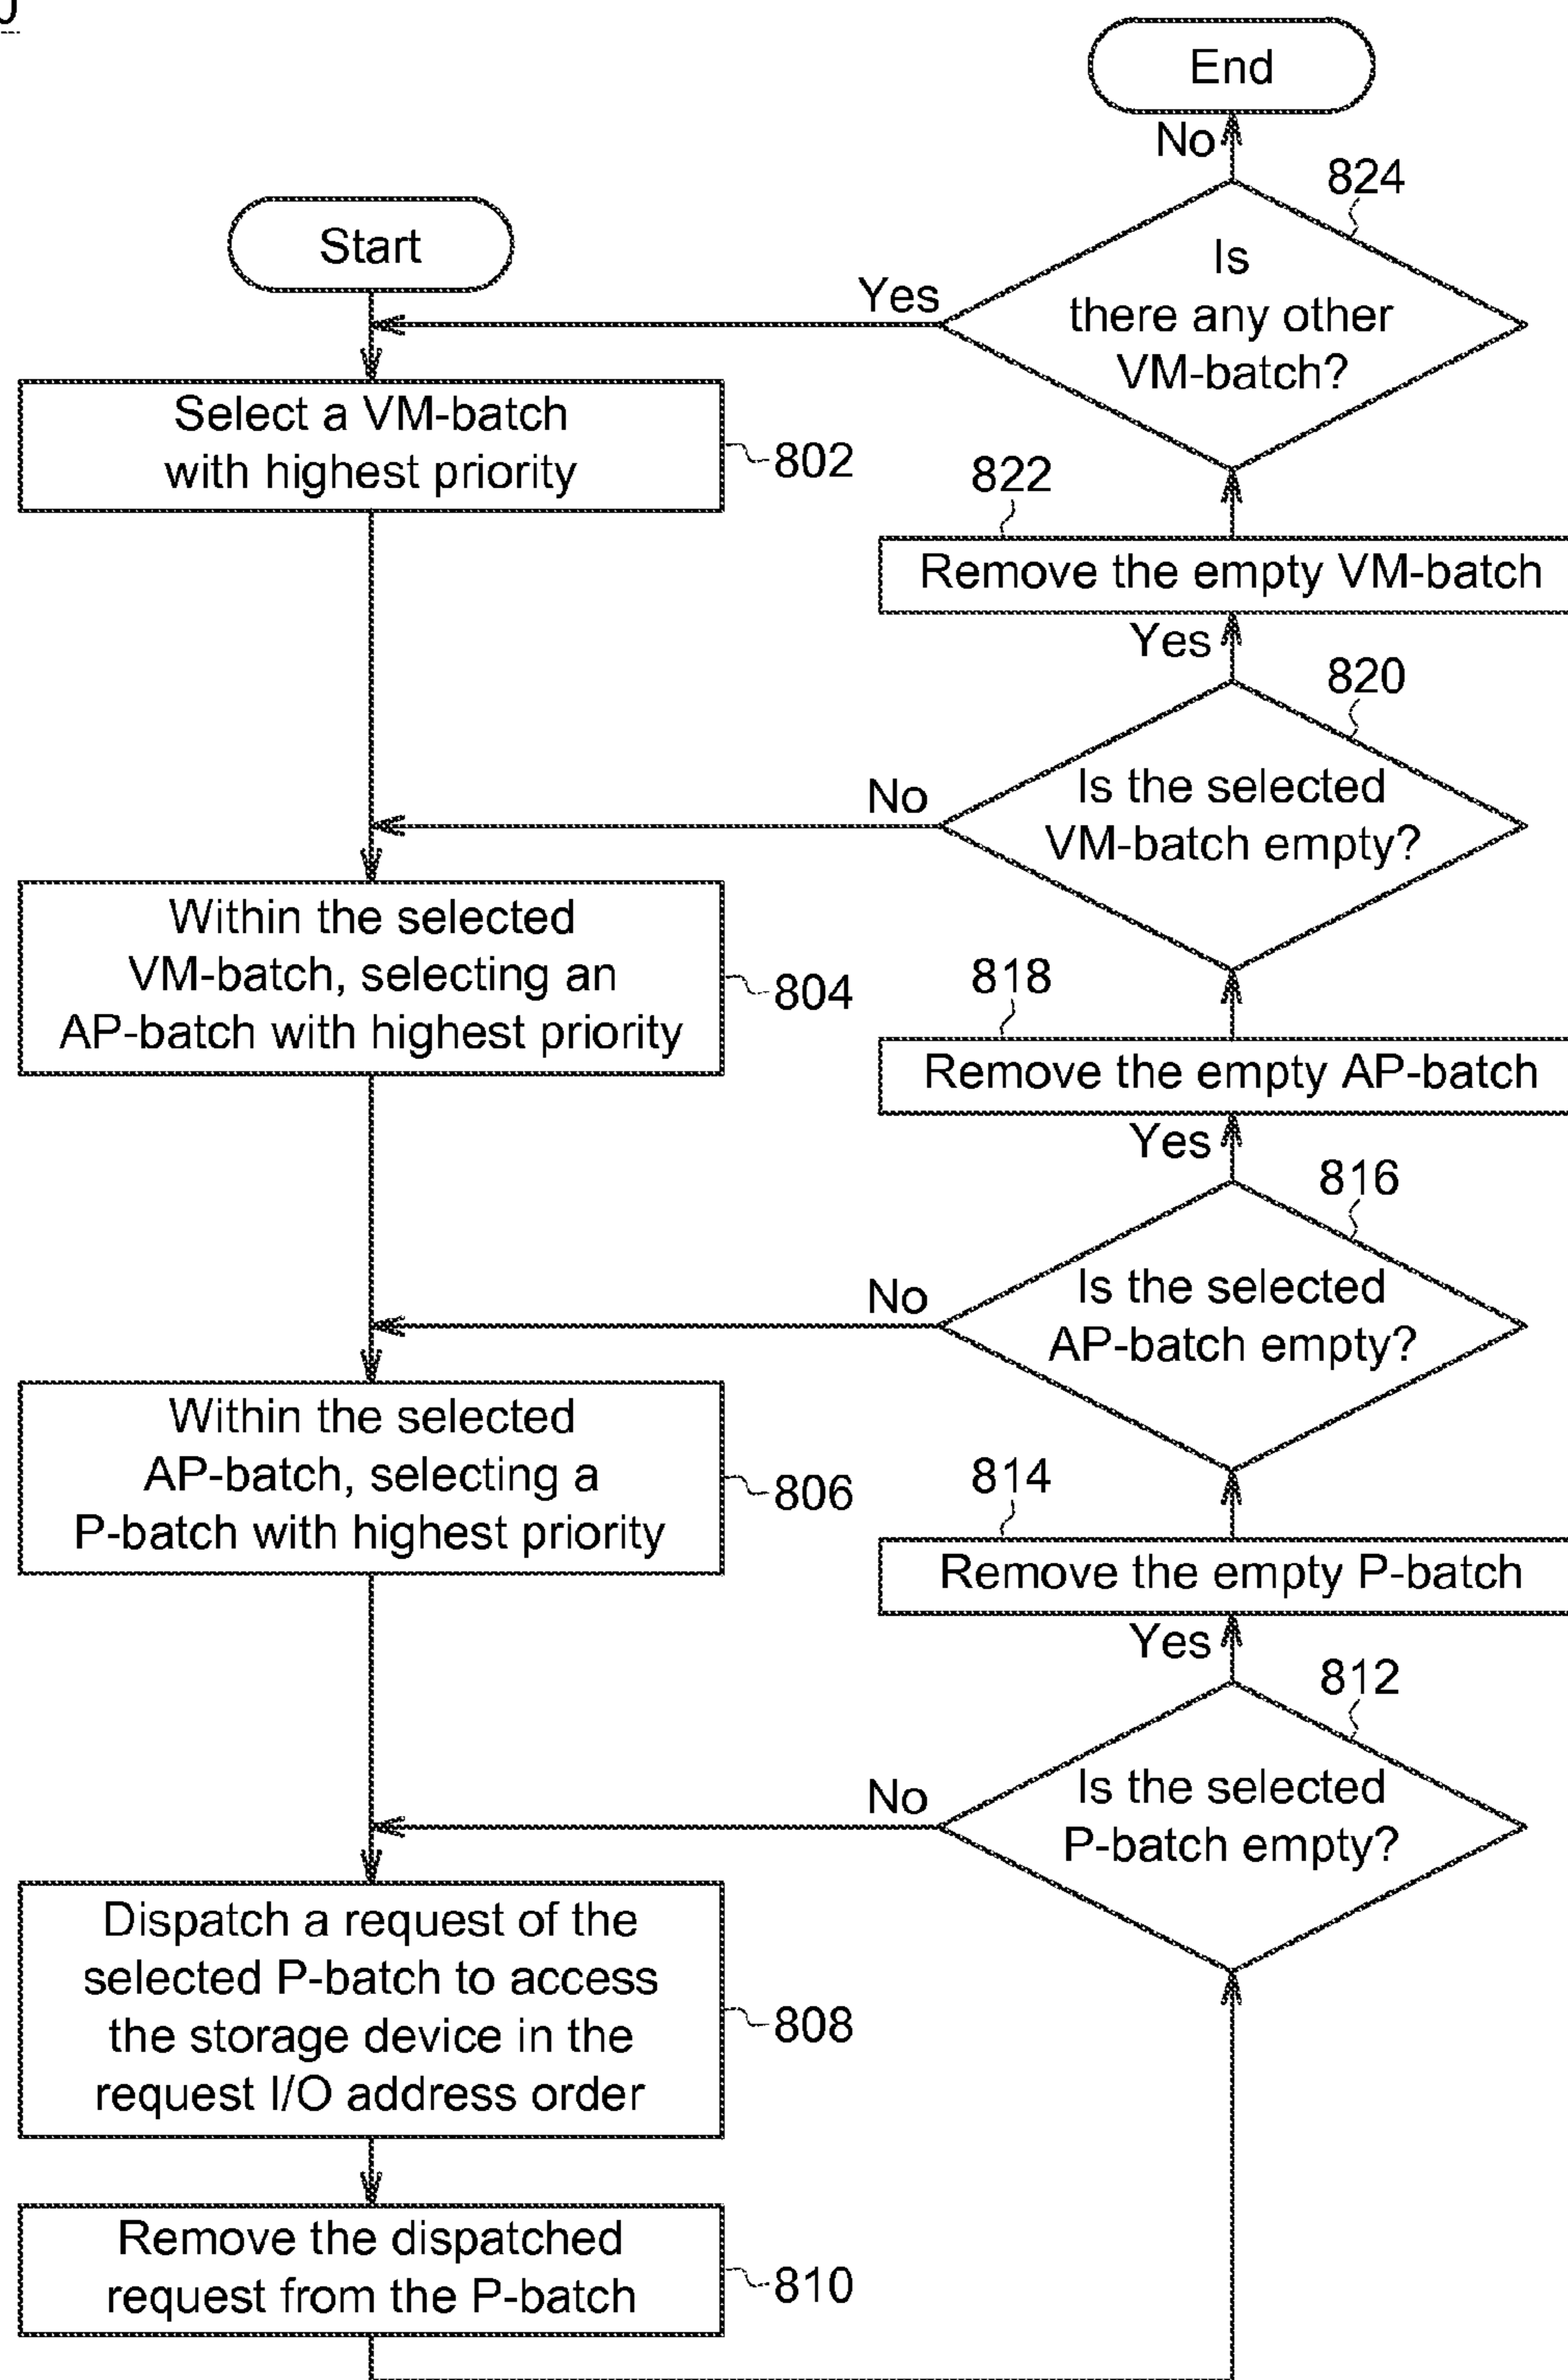 Start
Select a VM-batch
with highest priority
802
Within the selected
VM-batch, selecting an
AP-batch with highest priority
804
Within the selected
AP-batch, selecting a
P-batch with highest priority
806
Dispatch a request of the
selected P-batch to access
the storage device in the
request I/O address order
808
Remove the dispatched
request from the P-batch
810
End
No
824
Is
there any other
VM-batch?
Yes
822
Remove the empty VM-batch
Yes
820
Is the selected
VM-batch empty?
No
818
Remove the empty AP-batch
Yes
816
Is the selected
AP-batch empty?
No
814
Remove the empty P-batch
Yes
812
Is the selected
P-batch empty?
No